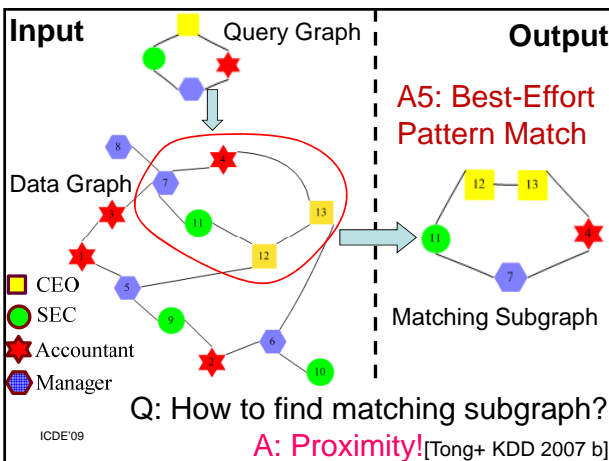 Input
Query Graph
Output
A5: Best-Effort
Pattern Match
Data Graph
8
7
4
3
11
13
1
12
5
9
2
6
10
12
13
11
4
7
CEO
SEC
Accountant
Manager
Matching Subgraph
Q: How to find matching subgraph?
ICDE'09
A: Proximity![Tong+ KDD 2007 b]